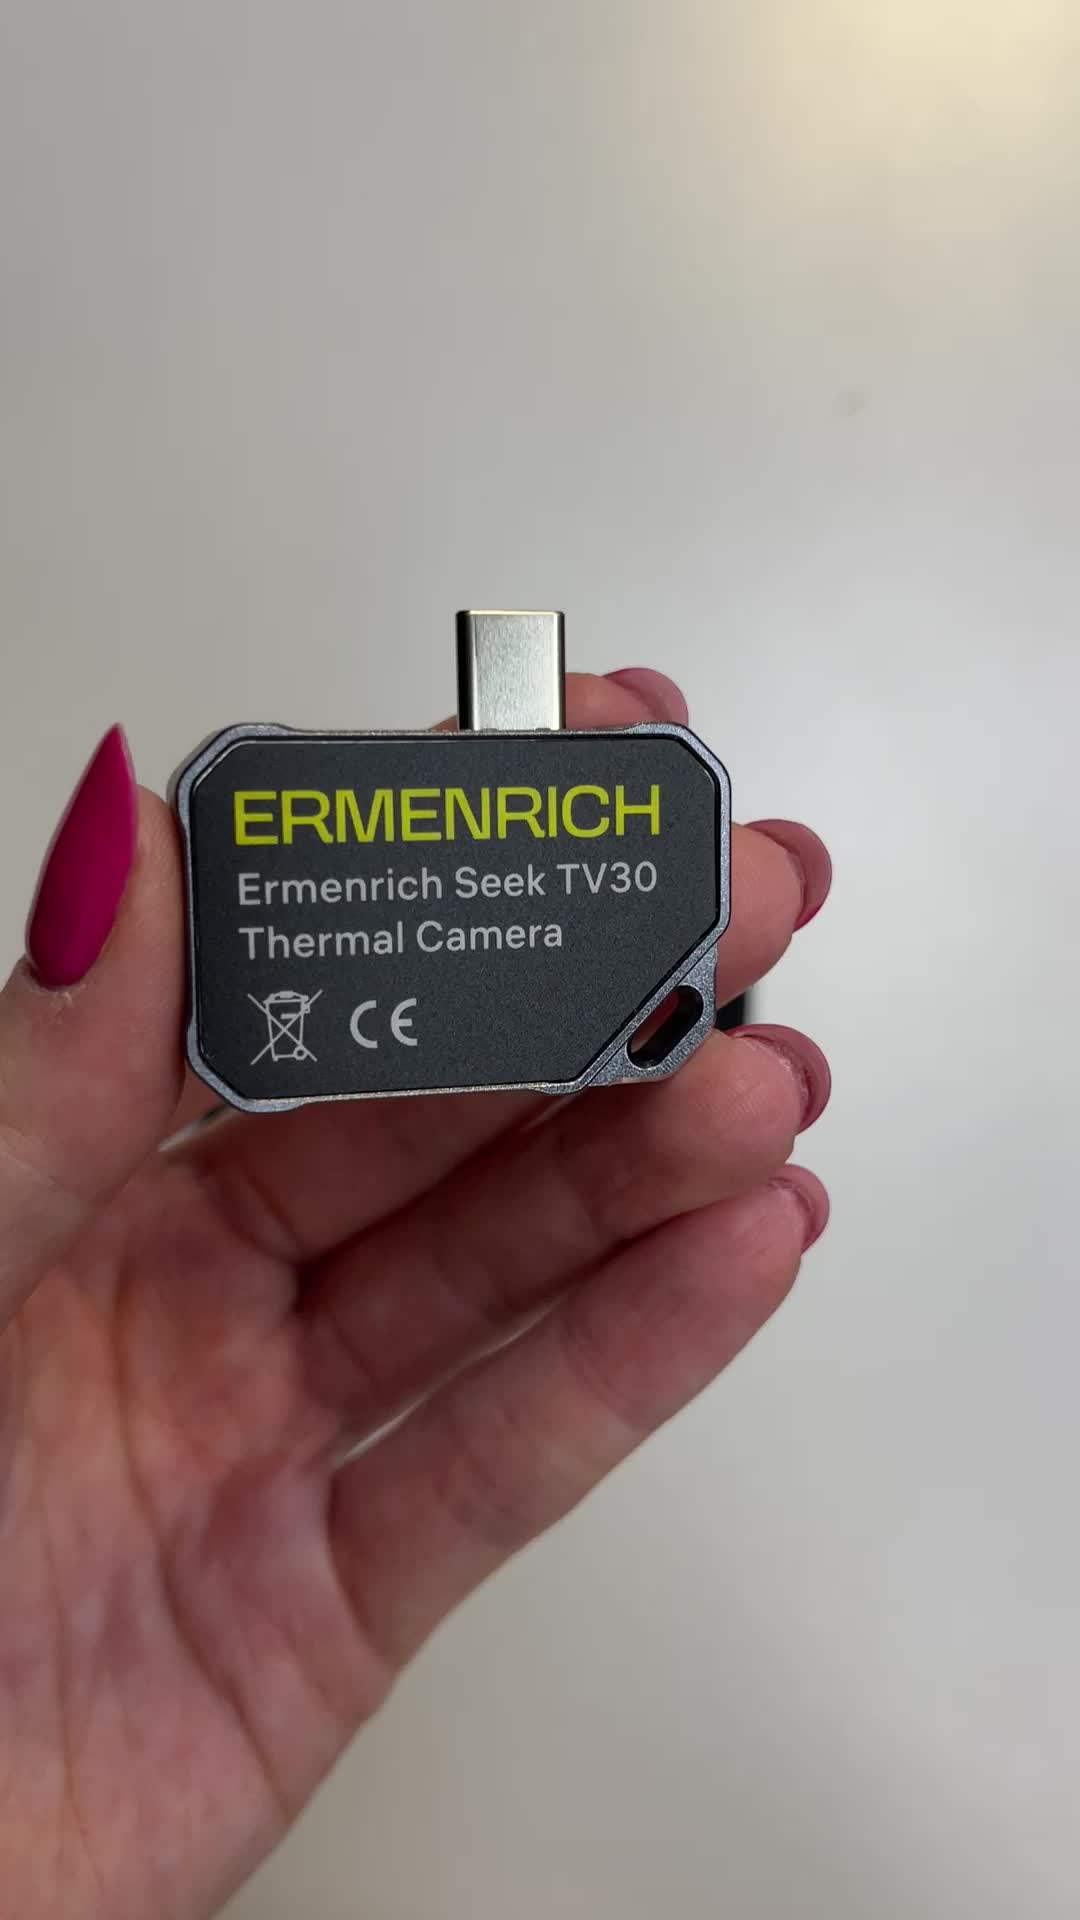 ERMENRICH
Ermenrich Seek TV30
Thermal Camera
CE